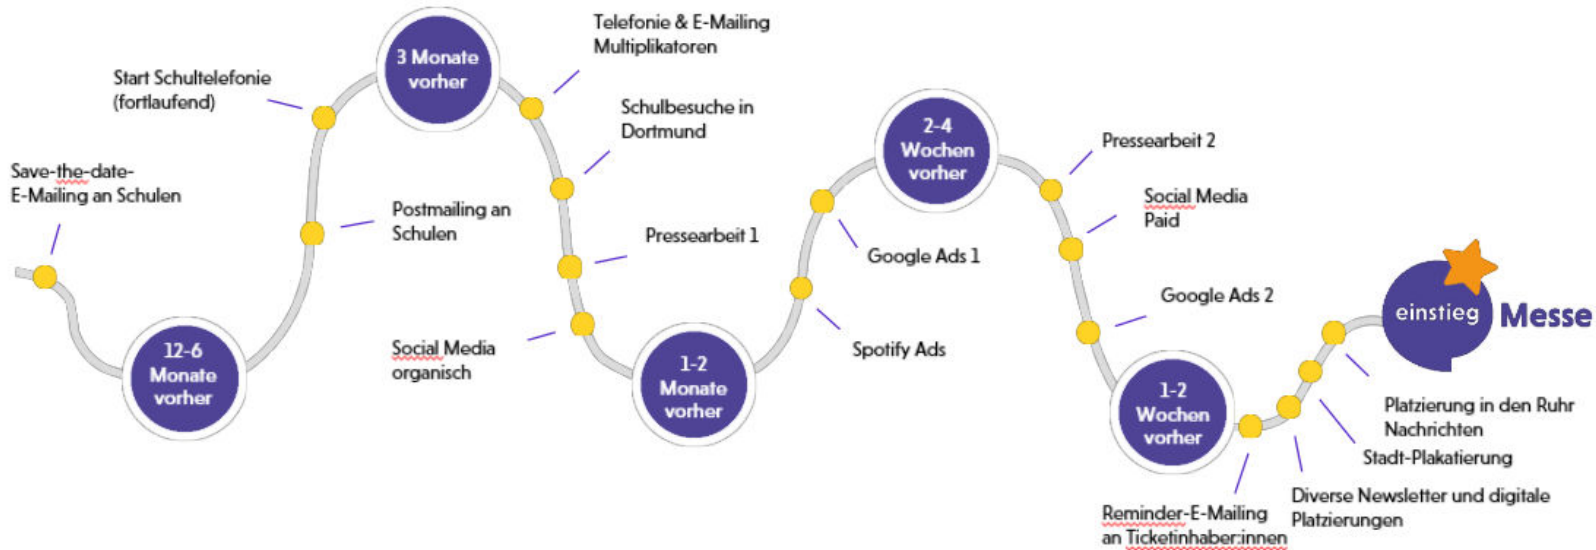 Save-the-date-
E-Mailing an Schulen
12-6
Monate
vorher
Postmailing an
Schulen
Start Schultelefonie
(fortlaufend)
3 Monate
vorher
Telefonie & E-Mailing
Multiplikatoren
Schulbesuche in
Dortmund
Pressearbeit 1
Social Media
organisch
1-2
Monate
vorher
Spotify Ads
Google Ads 1
2-4
Wochen
vorher
Pressearbeit 2
Social Media
Paid
Google Ads 2
1-2
Wochen
vorher
Reminder-E-Mailing
an Ticketinhaber:innen
Diverse Newsletter und digitale
Platzierungen
Stadt-Plakatierung
Platzierung in den Ruhr
Nachrichten
einstieg Messe